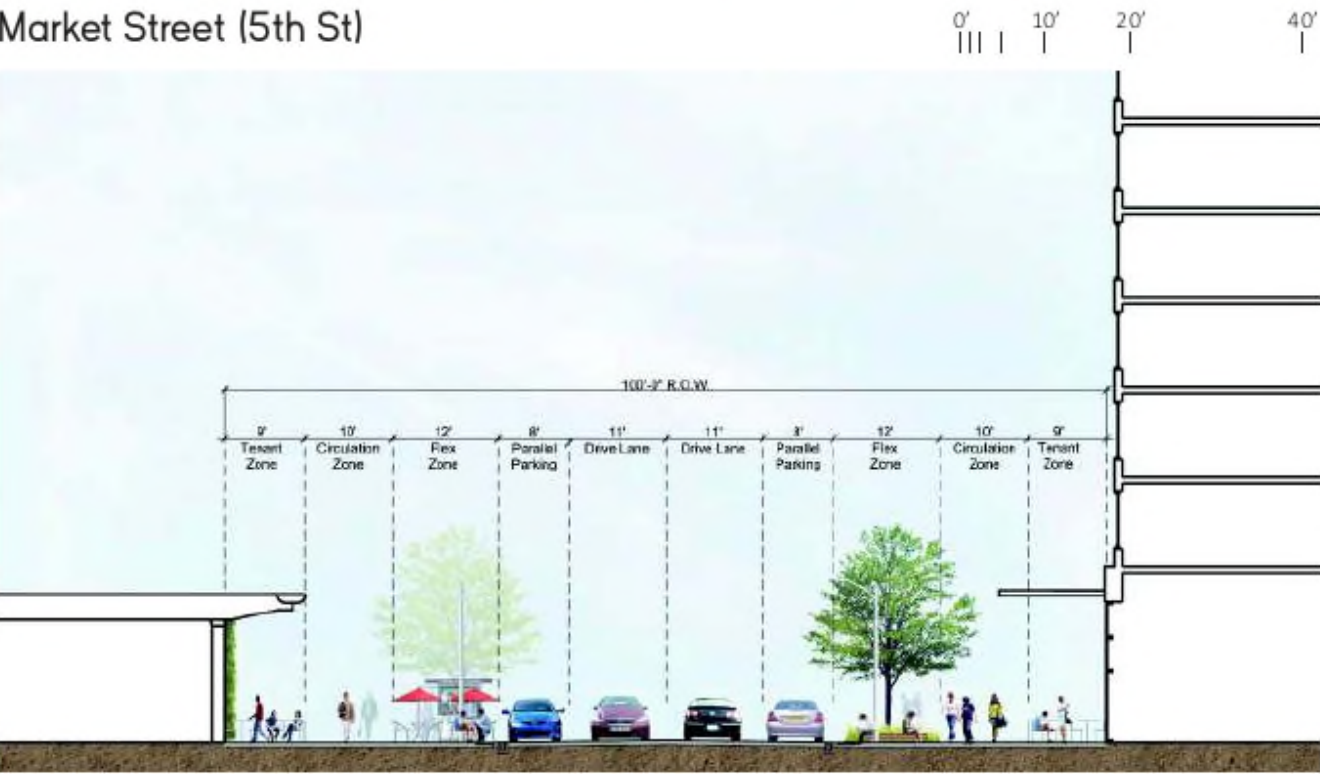 Market Street (5th St)
0' 10' 20' 40'
100'-0" R.O.W.
9' 10' 12' 8' 11' 11' 8' 12' 10' 9'
Tenant Circulation Flex Parallel Drive Lane Drive Lane Parallel Flex Circulation Tenant
Zone Zone Zone Parking Parking Zone Zone Zone